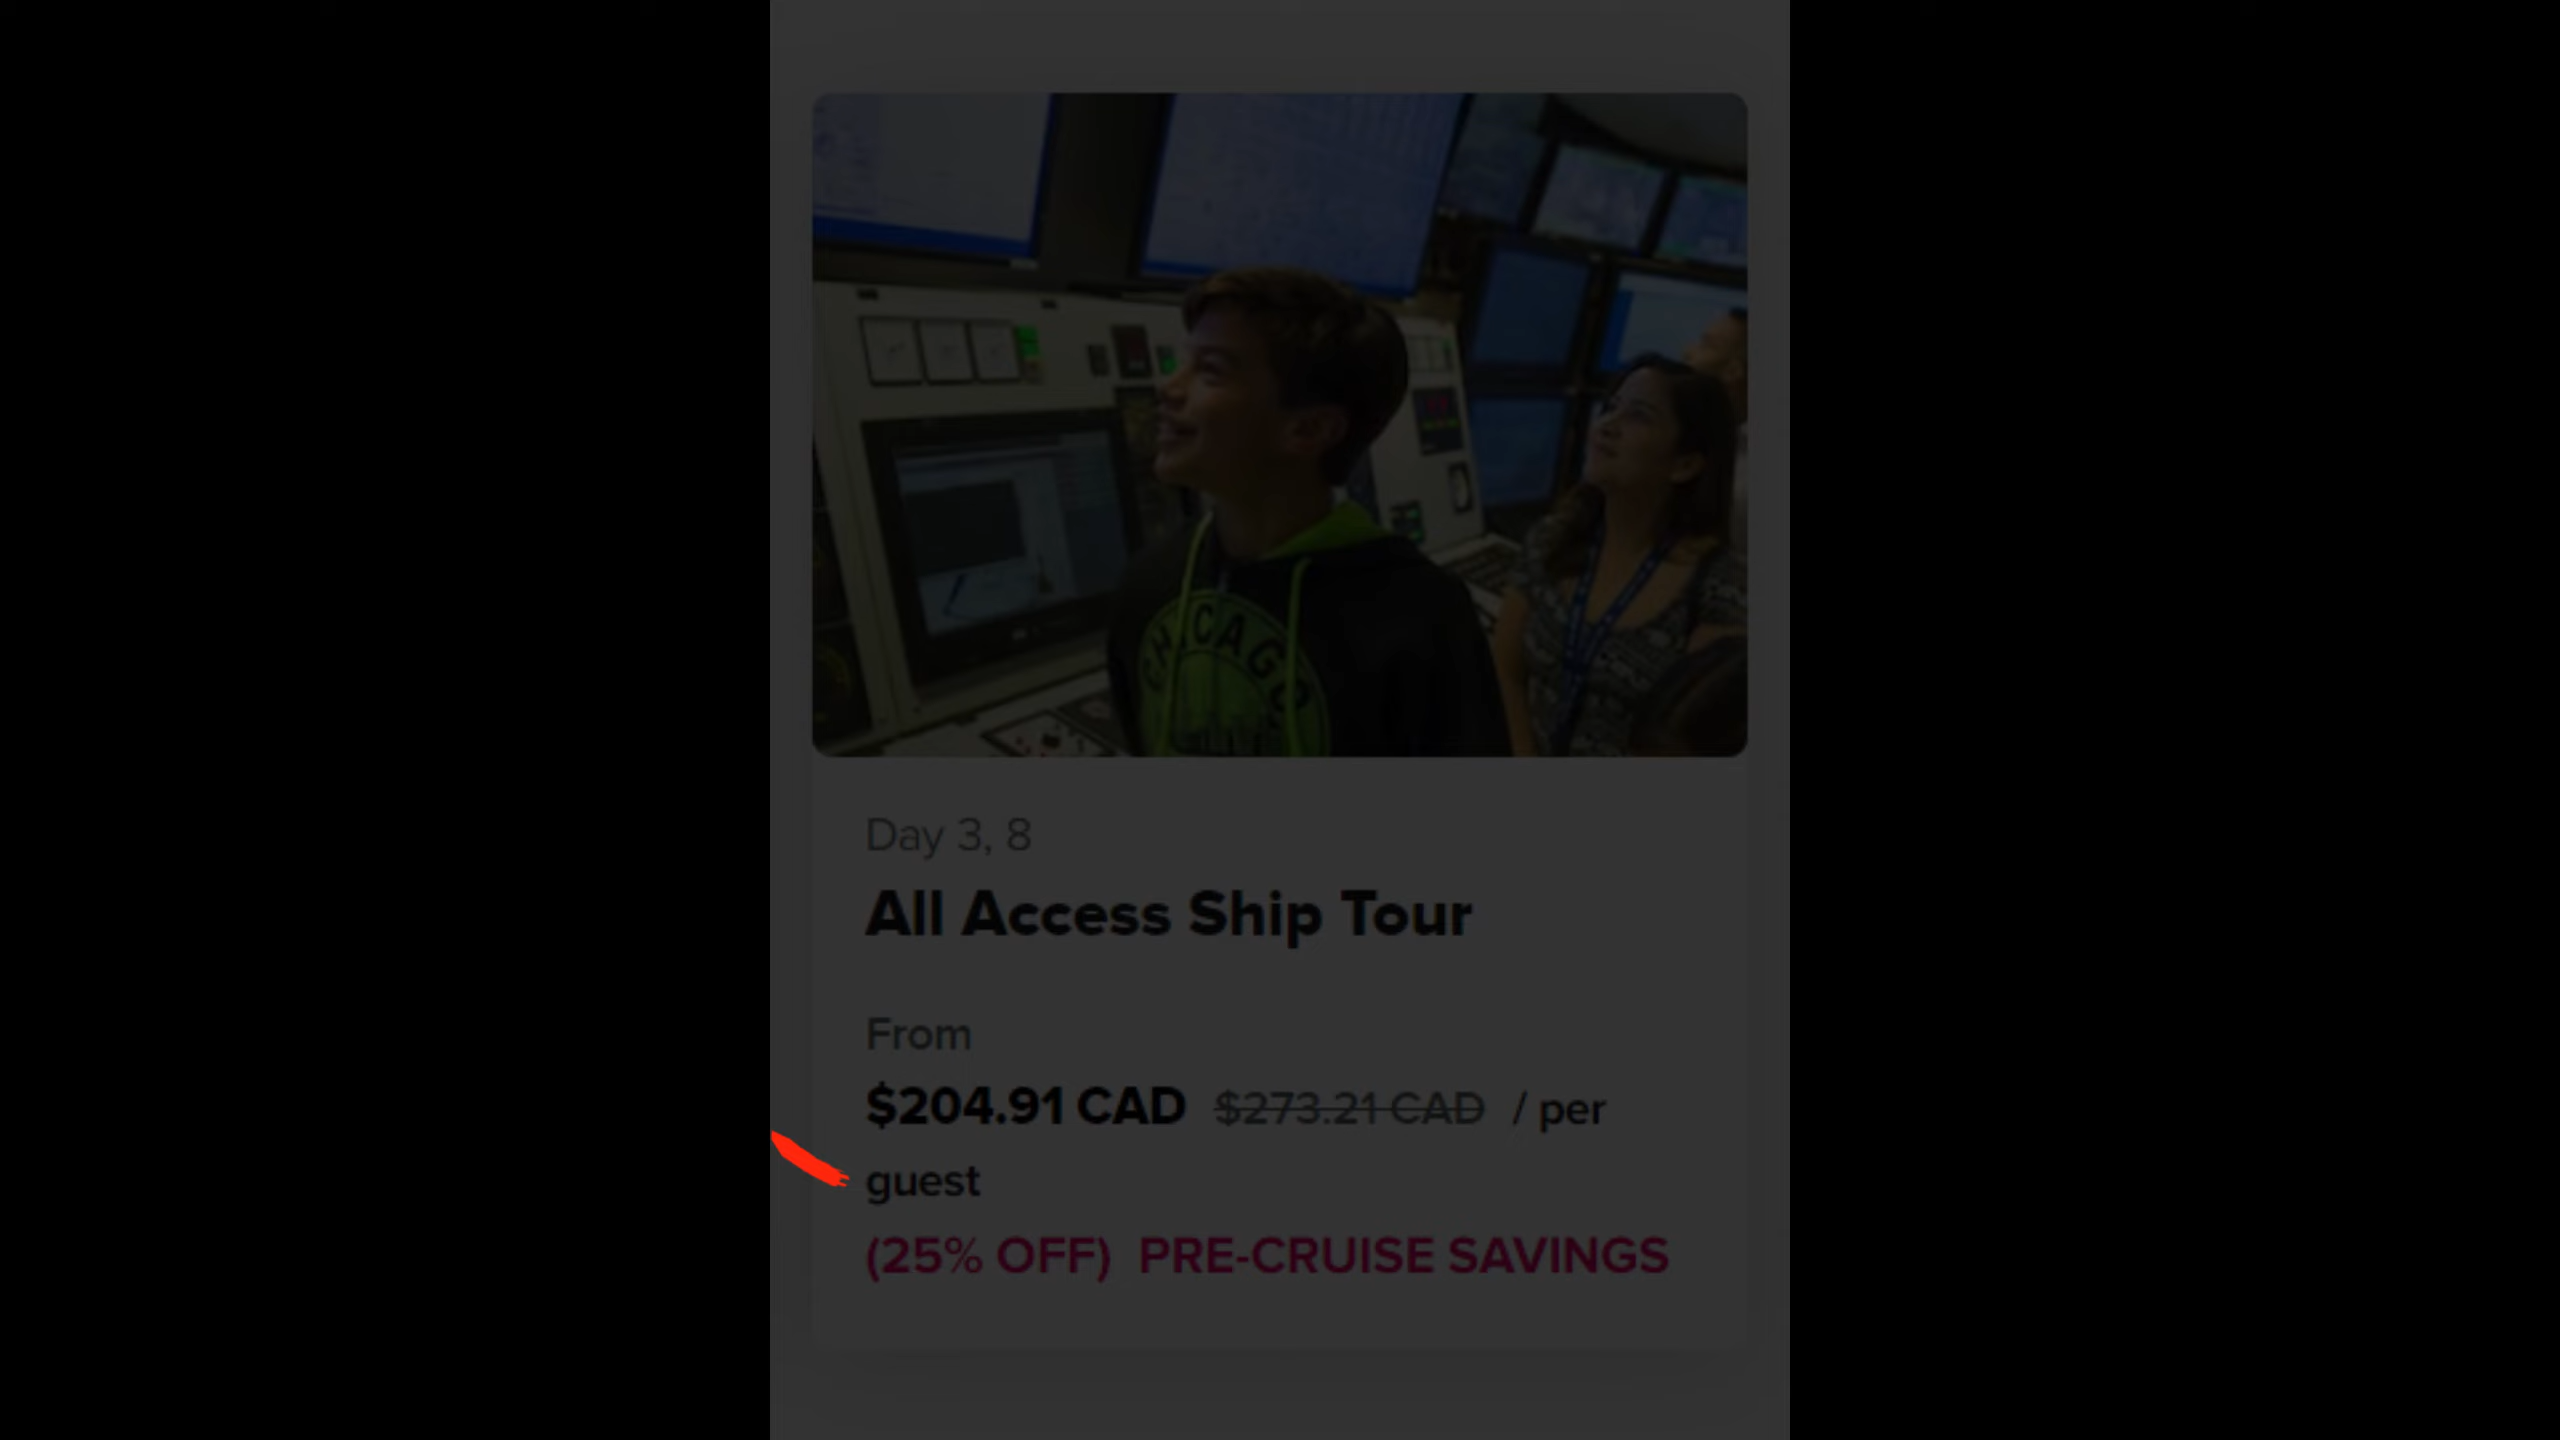 CHICAGO
Day 3, 8
All Access Ship Tour
From
$204.91 CAD $273.21 CAD / per
guest
(25% OFF) PRE-CRUISE SAVINGS